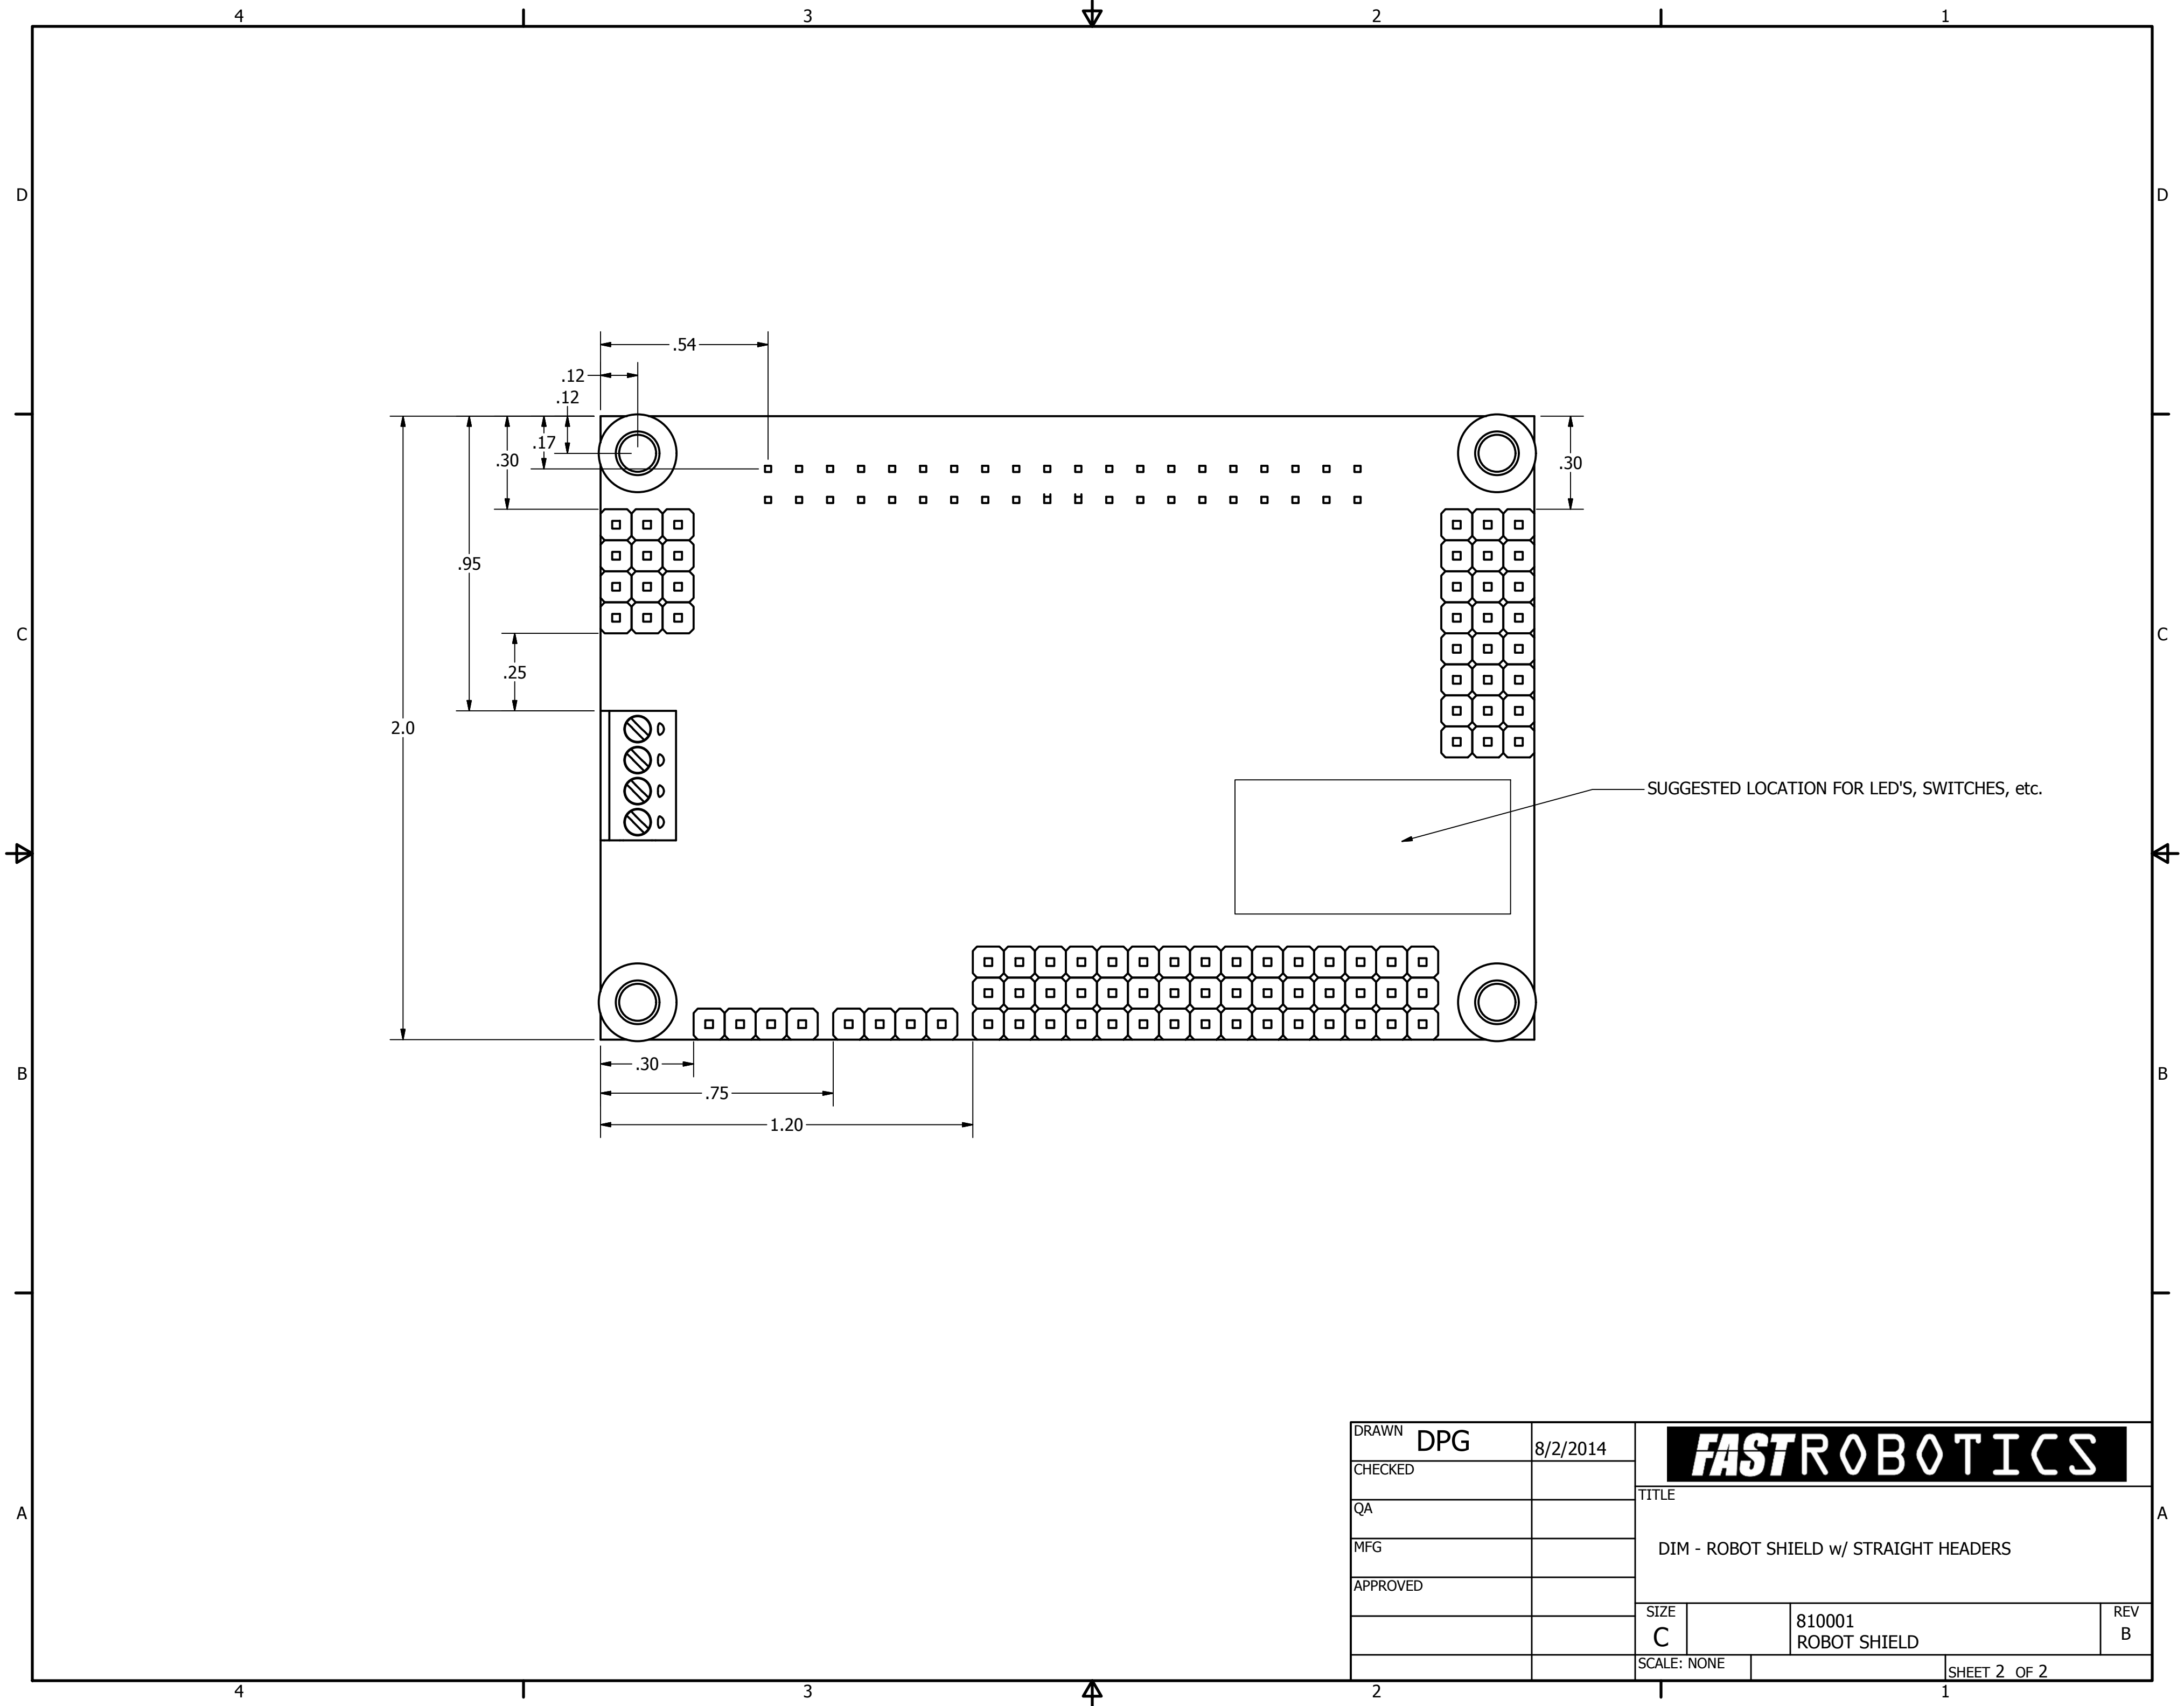 4 3 2 1
D D
.54
.12
.12
.17
.30
.30
.95
C C
.25
2.0
SUGGESTED LOCATION FOR LED'S, SWITCHES, etc.
.30
B B
.75
1.20
DRAWN DPG 8/2/2014
FASTROBOTICS
CHECKED
TITLE
QA
A A
MFG
DIM - ROBOT SHIELD w/ STRAIGHT HEADERS
APPROVED
SIZE
C
810001
ROBOT SHIELD
REV
B
SCALE: NONE
SHEET 2 OF 2
4 3 2 1